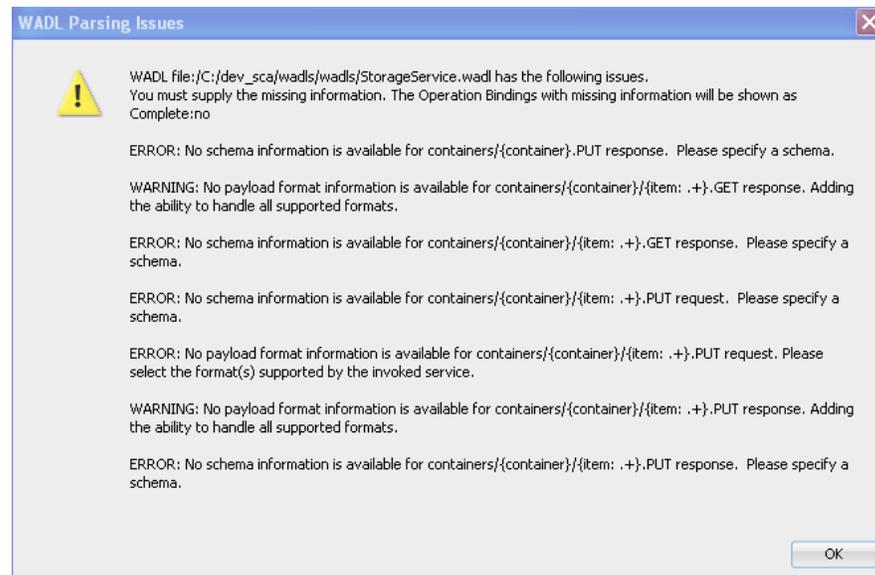 WADL Parsing Issues
WADL file:/C:/dev_sca/wadls/wadls/StorageService.wadl has the following issues.
You must supply the missing information. The Operation Bindings with missing information will be shown as
Complete:no
ERROR: No schema information is available for containers/{container}.PUT response.  Please specify a schema.
WARNING: No payload format information is available for containers/{container}/{item: .+}.GET response. Adding
the ability to handle all supported formats.
ERROR: No schema information is available for containers/{container}/{item: .+}.GET response.  Please specify a
schema.
ERROR: No schema information is available for containers/{container}/{item: .+}.PUT request.  Please specify a
schema.
ERROR: No payload format information is available for containers/{container}/{item: .+}.PUT request. Please
select the format(s) supported by the invoked service.
WARNING: No payload format information is available for containers/{container}/{item: .+}.PUT response. Adding
the ability to handle all supported formats.
ERROR: No schema information is available for containers/{container}/{item: .+}.PUT response.  Please specify a
schema.
OK